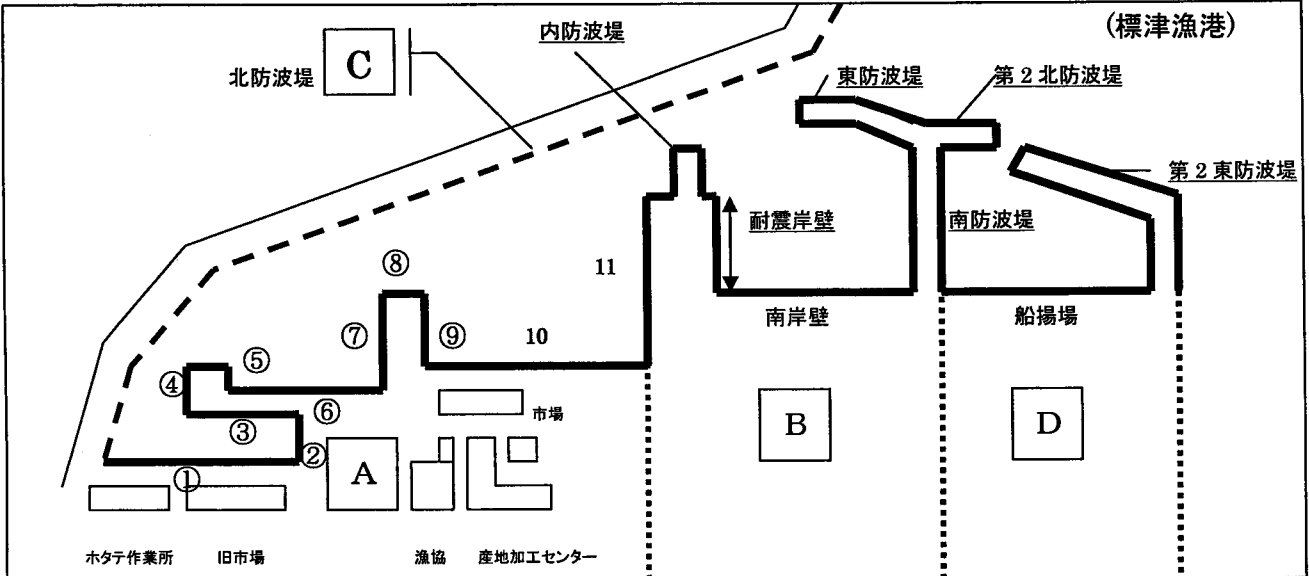 (標津漁港)
内防波堤
北防波堤
C
東防波堤
第2北防波堤
第2東防波堤
耐震岸壁
南防波堤
⑧
11
南岸壁
船揚場
⑦
⑨
10
⑤
④
⑥
市場
③
②
①
A
B
D
ホタテ作業所
旧市場
漁協
産地加工センター